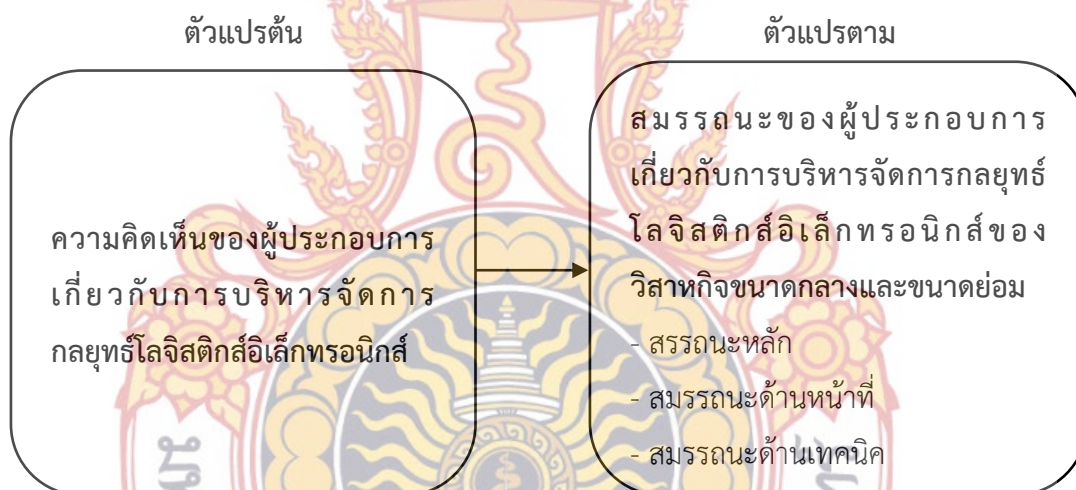 ตัวแปรต้น
ตัวแปรตาม
ความคิดเห็นของผู้ประกอบการ
เกี่ยวกับการบริหารจัดการ
กลยุทธ์โลจิสติกส์อิเล็กทรอนิกส์
สมรรถนะของผู้ประกอบการ
เกี่ยวกับการบริหารจัดการกลยุทธ์
โลจิสติกส์อิเล็กทรอนิกส์ของ
วิสาหกิจขนาดกลางและขนาดย่อม
- สรรถนะหลัก
- สมรรถนะด้านหน้าที่
- สมรรถนะด้านเทคนิค